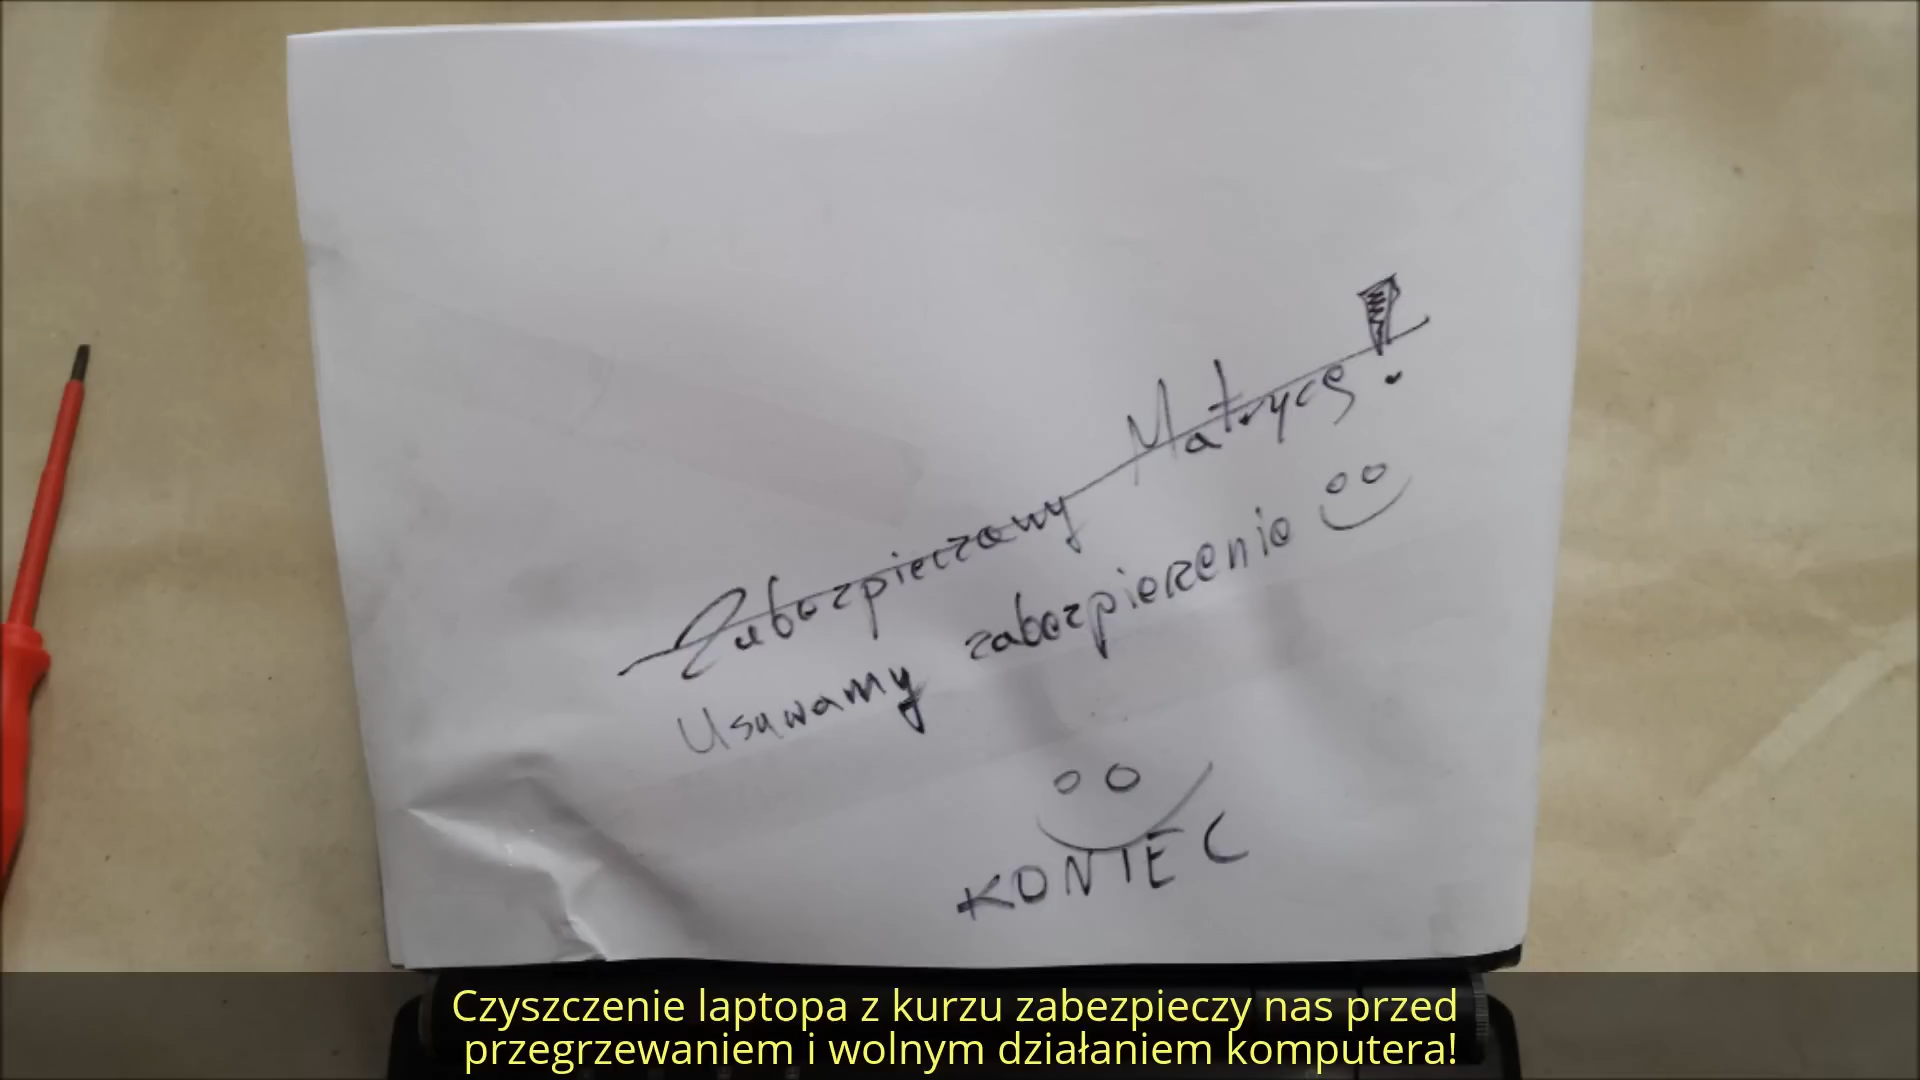 Zabezpieczamy Matrycę!
Usuwamy zabezpieczenie
KONIEC
Czyszczenie laptopa z kurzu zabezpieczy nas przed
przegrzewaniem i wolnym działaniem komputera!